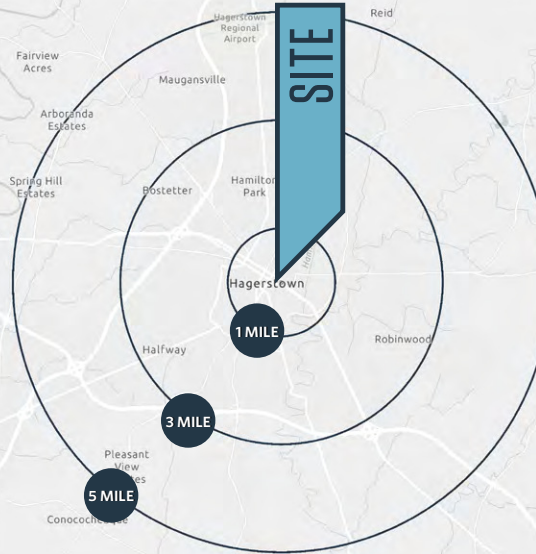 Reid
Hagerstown
Regional
Airport
SITE
Fairview
Acres
Maugansville
Arboranda
Estates
Spring Hill
Estates
Bostetter
Hamilton
Park
Hagerstown
1 MILE
Robinwood
Halfway
3 MILE
Pleasant
View
5 MILE